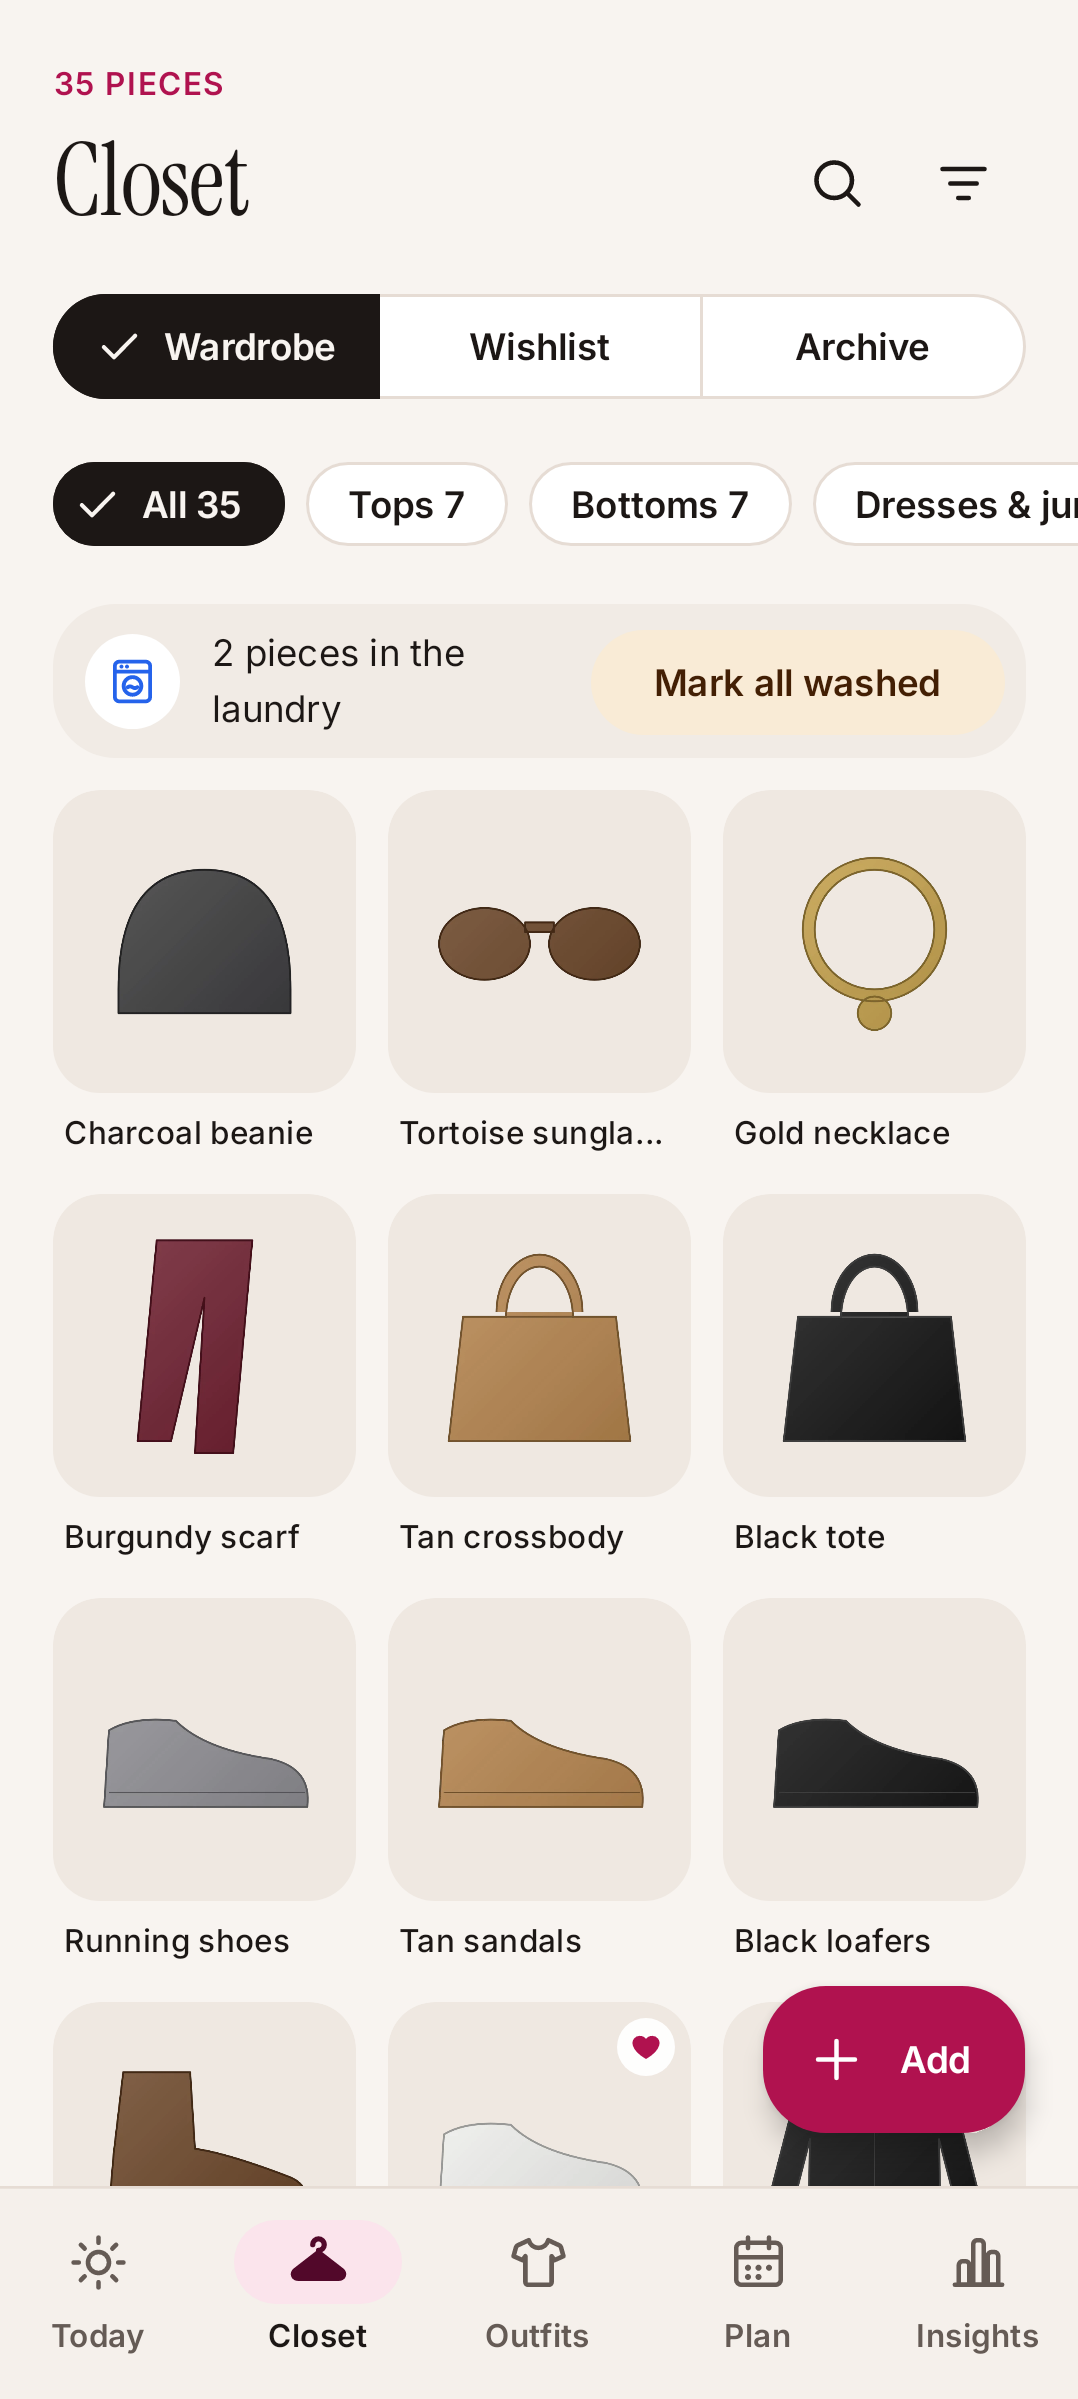 35 PIECES
Closet
Wardrobe
Wishlist
Archive
All 35
Tops 7
Bottoms 7
Dresses & ju
2 pieces in the
laundry
Mark all washed
Charcoal beanie
Tortoise sungla...
Gold necklace
Burgundy scarf
Tan crossbody
Black tote
Running shoes
Tan sandals
Black loafers
Add
Today
Closet
Outfits
Plan
Insights